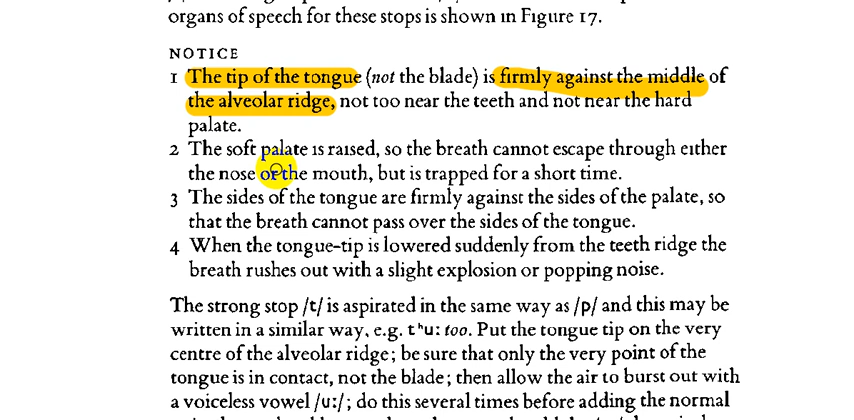 organs of speech for these stops is shown in Figure 17.
NOTICE
1 The tip of the tongue (not the blade) is firmly against the middle of
the alveolar ridge, not too near the teeth and not near the hard
palate.
2 The soft palate is raised, so the breath cannot escape through either
the nose or the mouth, but is trapped for a short time.
3 The sides of the tongue are firmly against the sides of the palate, so
that the breath cannot pass over the sides of the tongue.
4 When the tongue-tip is lowered suddenly from the teeth ridge the
breath rushes out with a slight explosion or popping noise.
The strong stop /t/ is aspirated in the same way as /p/ and this may be
written in a similar way, e.g. tʰu: too. Put the tongue tip on the very
centre of the alveolar ridge; be sure that only the very point of the
tongue is in contact, not the blade; then allow the air to burst out with
a voiceless vowel /u:/; do this several times before adding the normal